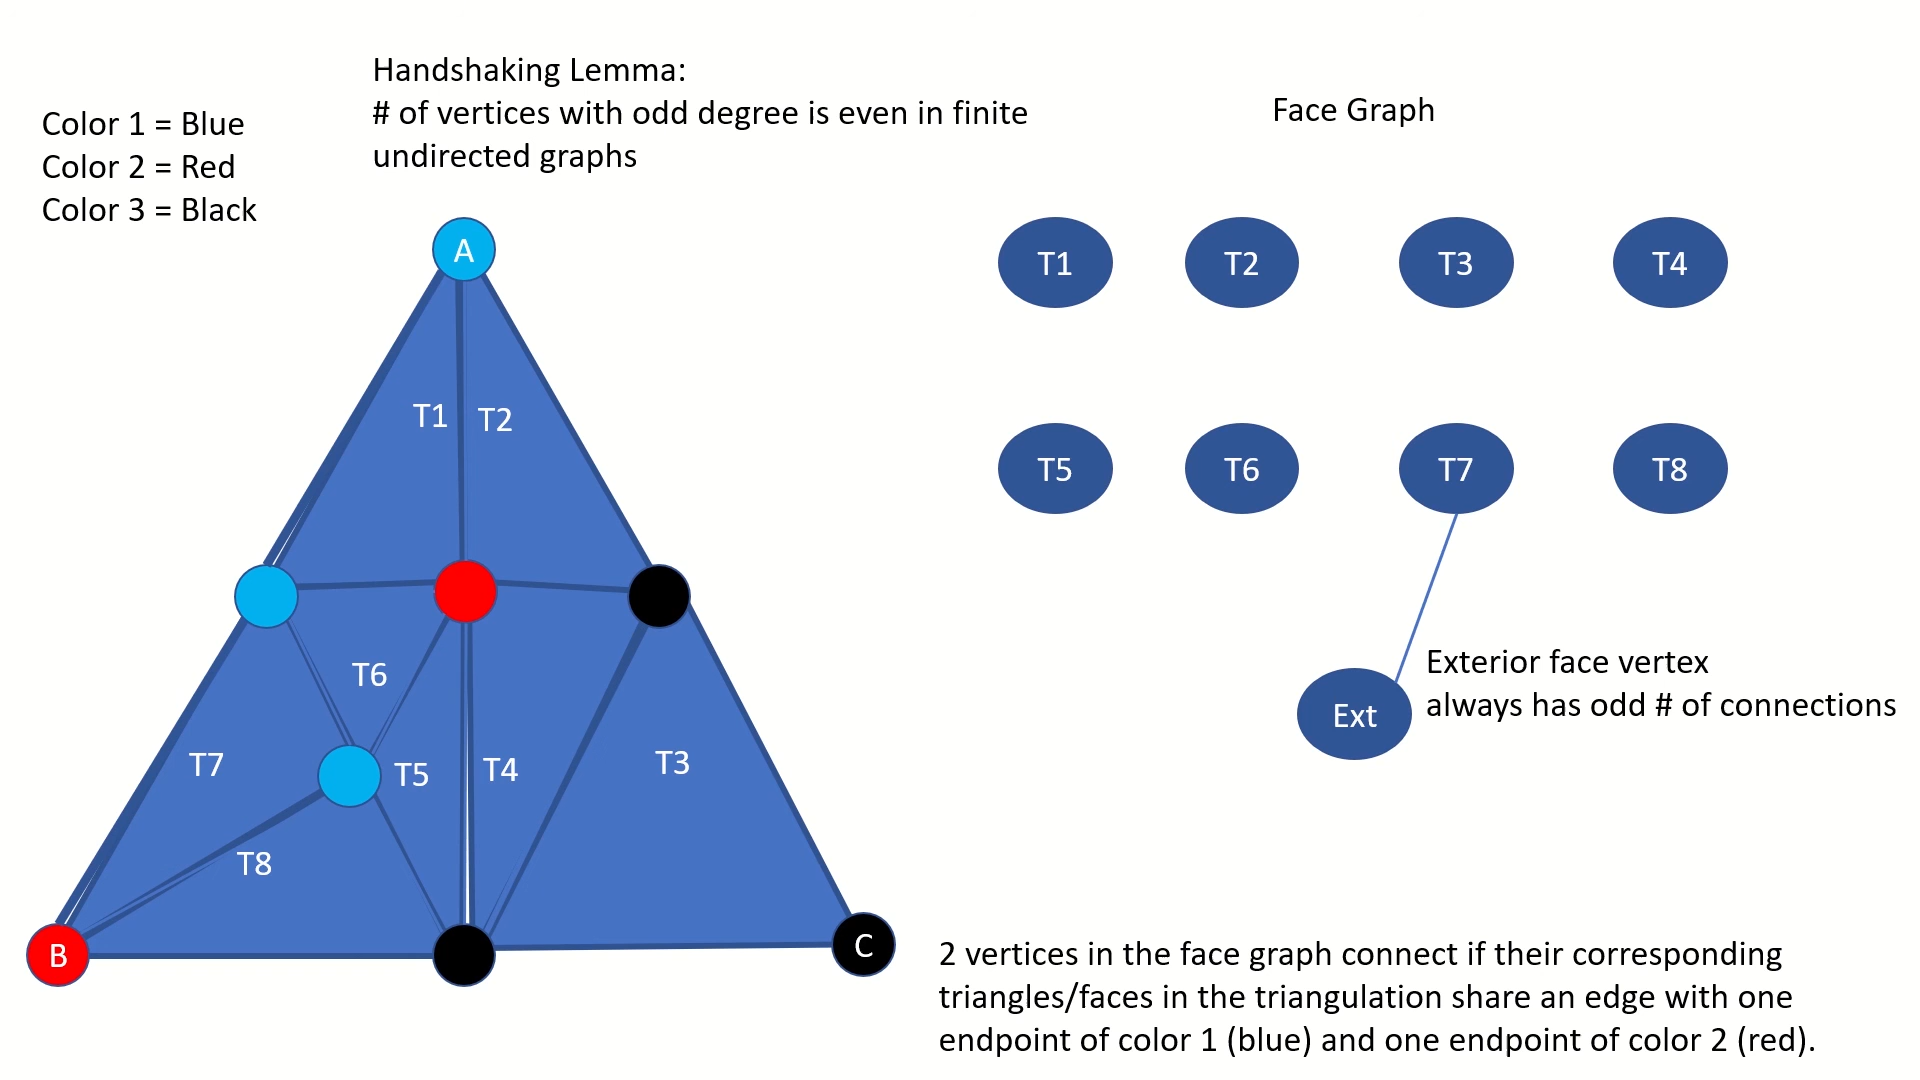 Handshaking Lemma:
# of vertices with odd degree is even in finite
undirected graphs
Color 1 = Blue
Color 2 = Red
Color 3 = Black
Face Graph
A
T1
T2
T6
T7
T5
T4
T3
T8
B
C
T1
T2
T3
T4
T5
T6
T7
T8
Ext
Exterior face vertex
always has odd # of connections
2 vertices in the face graph connect if their corresponding
triangles/faces in the triangulation share an edge with one
endpoint of color 1 (blue) and one endpoint of color 2 (red).